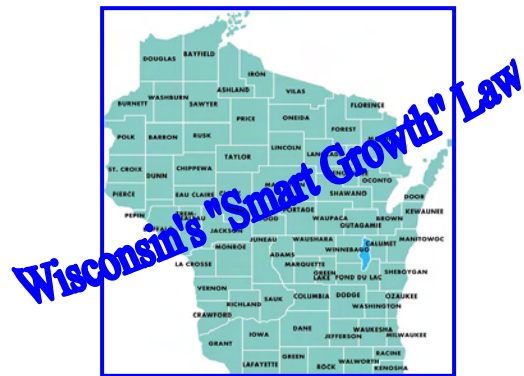 Wisconsin's "Smart Growth" Law
DOUGLAS
BAYFIELD
IRON
ASHLAND
VILAS
BURNETT
WASHBURN
SAWYER
FLORENCE
PRICE
ONEIDA
FOREST
POLK
BARRON
RUSK
LINCOLN
TAYLOR
ST. CROIX
DUNN
CHIPPEWA
OCONTO
PIERCE
EAU CLAIRE
SHAWANO
DOOR
PEPIN
KEWAUNEE
PORTAGE
WAUPACA
BROWN
OUTAGAMIE
JACKSON
MONROE
JUNEAU
ADAMS
WAUSHARA
WINNEBAGO
CALUMET
MANITOWOC
LA CROSSE
MARQUETTE
GREEN
LAKE
FOND DU LAC
SHEBOYGAN
VERNON
RICHLAND
SAUK
COLUMBIA
DODGE
OZAUKEE
WASHINGTON
CRAWFORD
IOWA
DANE
JEFFERSON
WAUKESHA
MILWAUKEE
GRANT
LAFAYETTE
GREEN
ROCK
WALWORTH
RACINE
KENOSHA